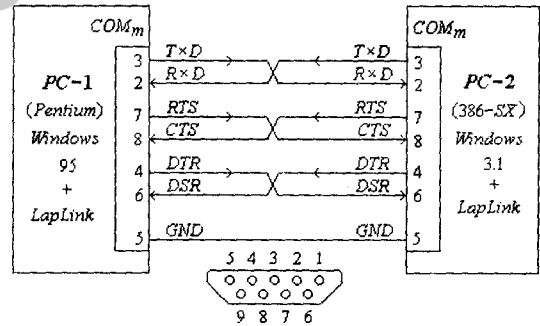 COMm COMm
3 T×D T×D 3
2 R×D R×D 2
PC-1 PC-2
(Pentium) (386-SX)
7 RTS RTS 7
Windows Windows
8 CTS CTS 8
95 3.1
4 DTR DTR 4
+ +
6 DSR DSR 6
LapLink LapLink
5 GND GND 5
5 4 3 2 1
9 8 7 6